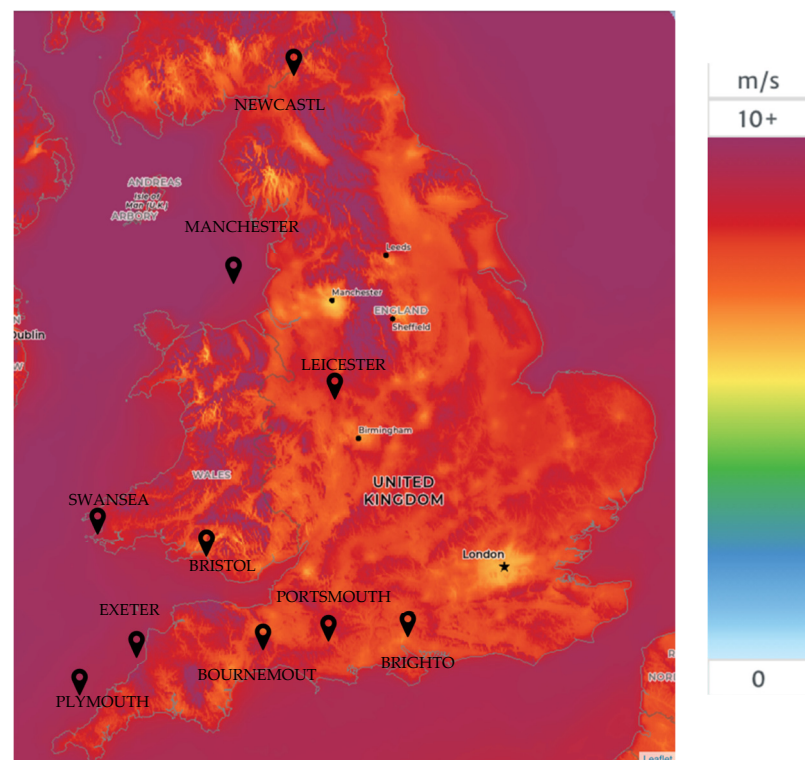 m/s
10+
NEWCASTL
ANDREAS
Isle of
Man (U.K.)
ARBORY
MANCHESTER
Leeds
Manchester
ENGLAND
Sheffield
Dublin
LEICESTER
Birmingham
WALES
UNITED
KINGDOM
SWANSEA
BRISTOL
London
EXETER
PORTSMOUTH
BOURNEMOUT
BRIGHTO
PLYMOUTH
NOR
0
Leaflet